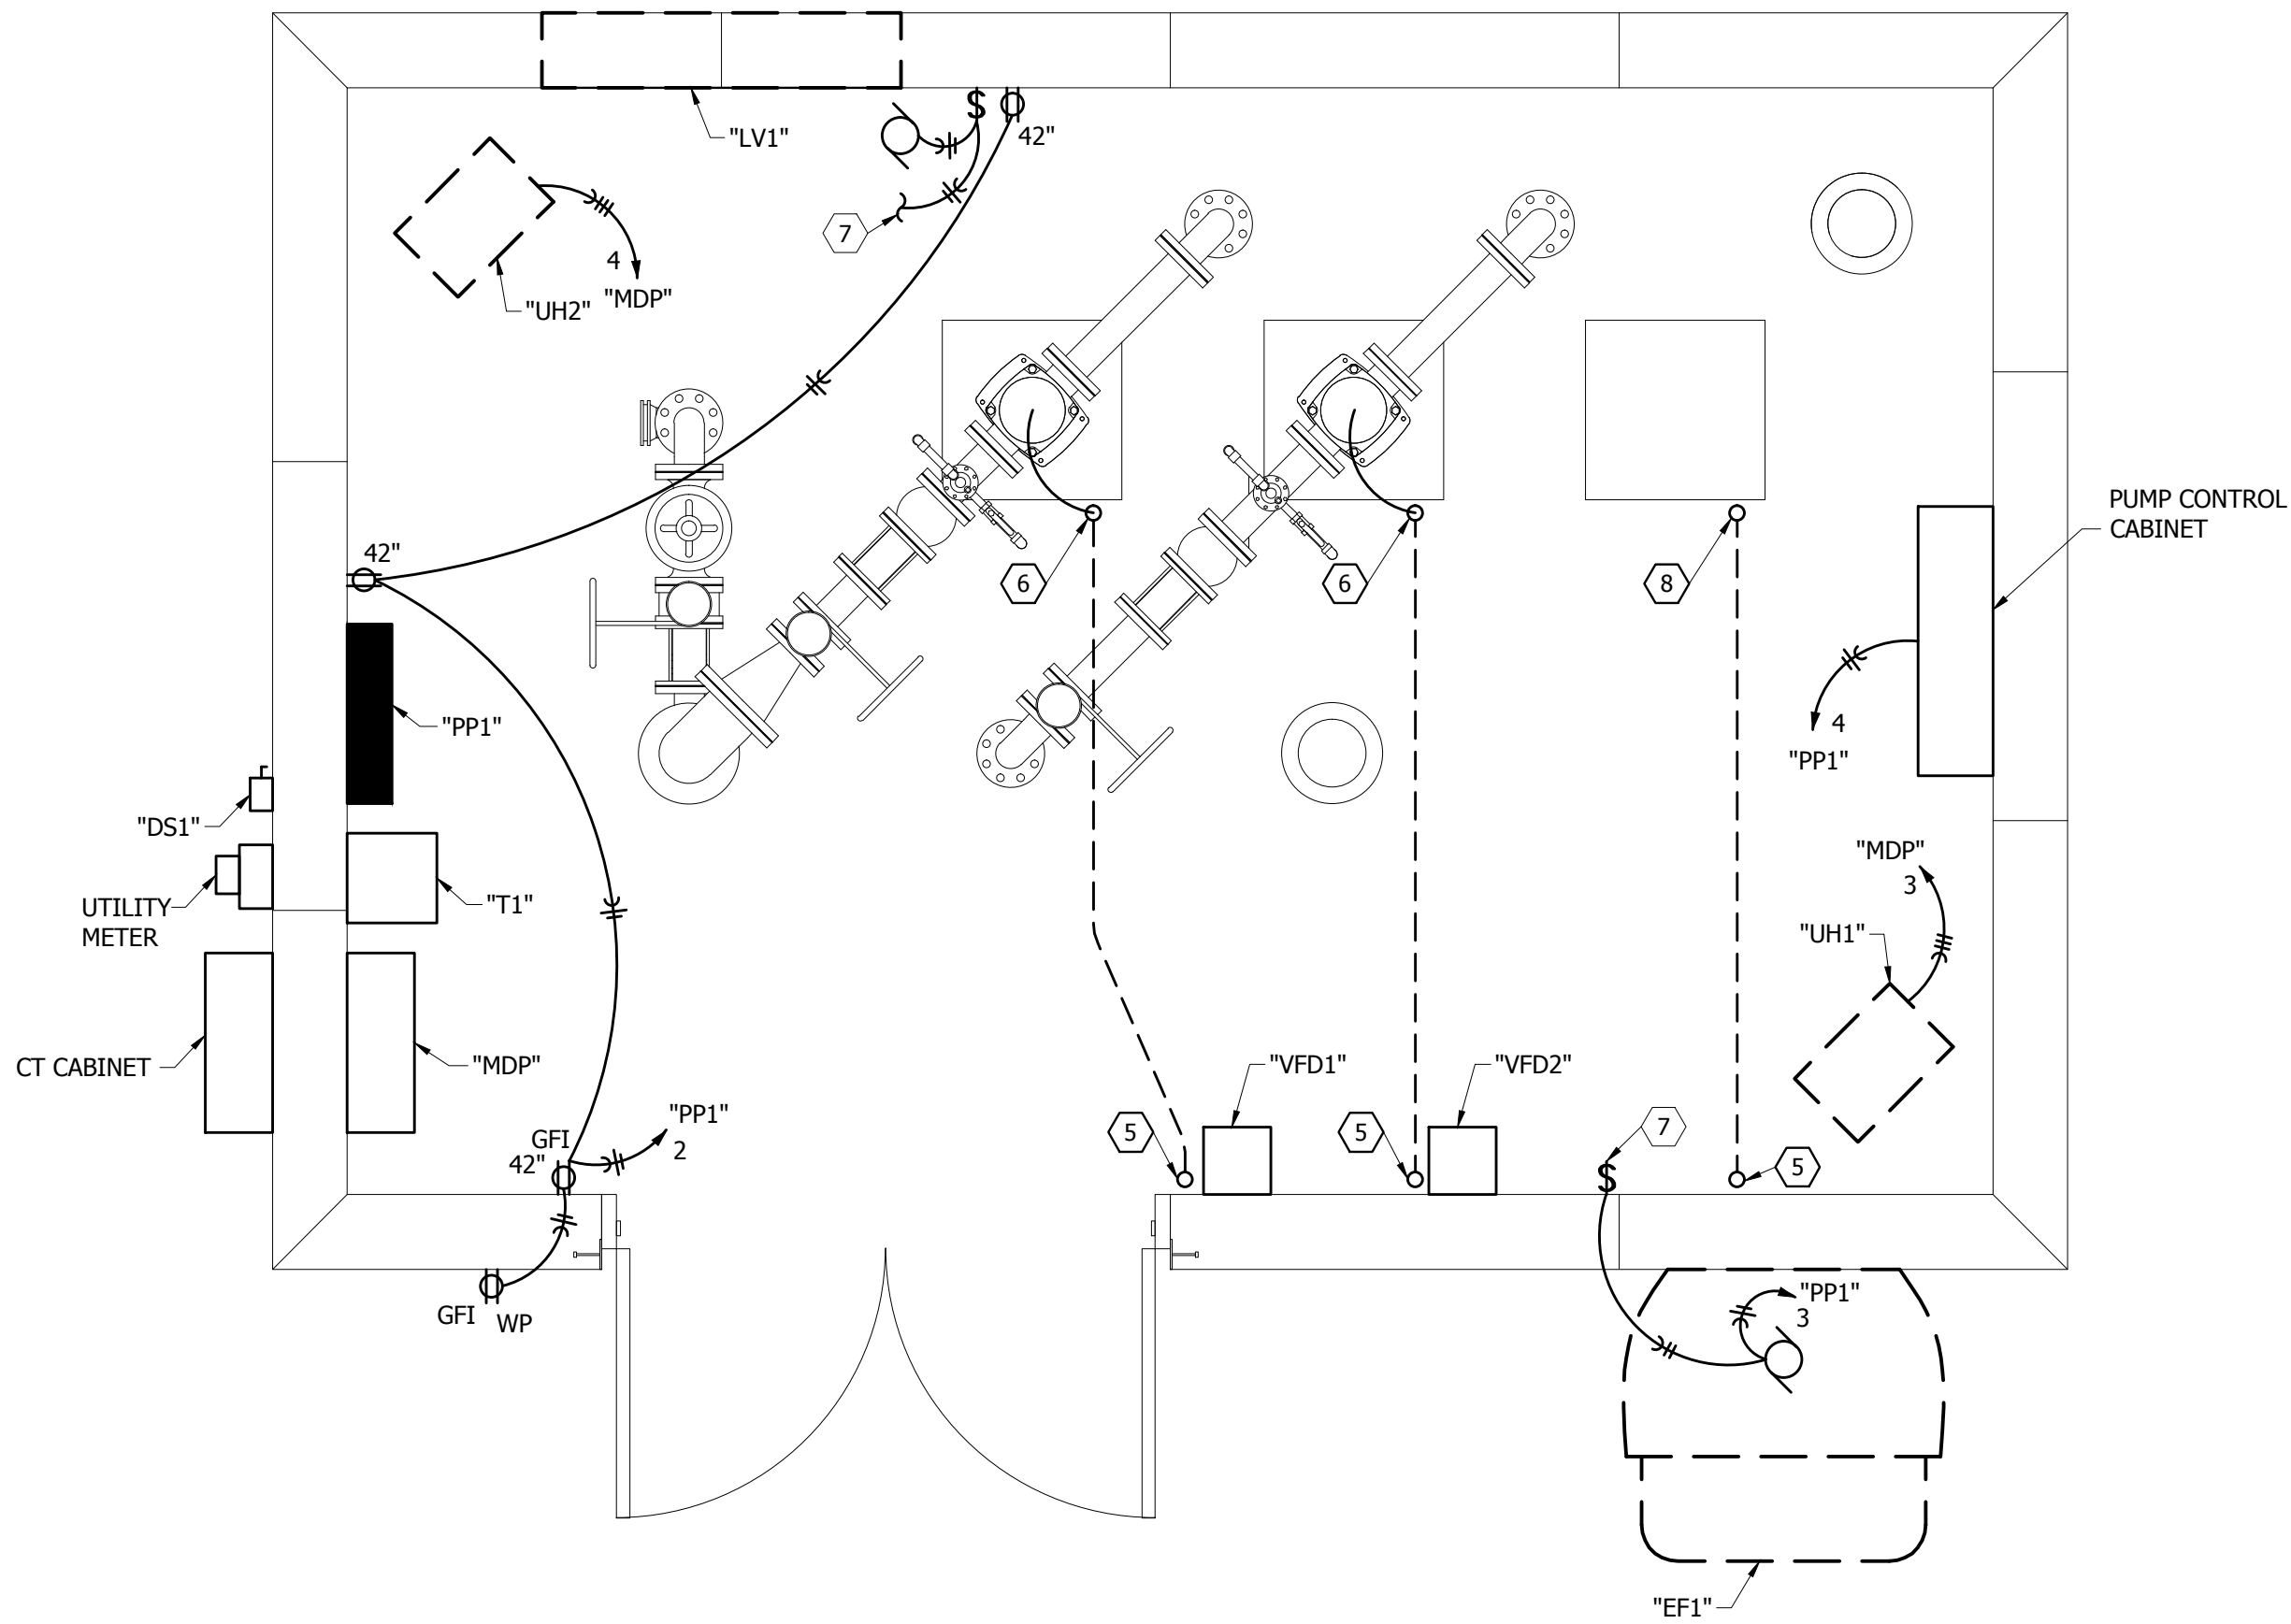 "LV1"
$
42"
7
4
"MDP"
"UH2"
PUMP CONTROL
CABINET
42"
6
6
8
"PP1"
4
"PP1"
"DS1"
"MDP"
3
UTILITY
METER
"T1"
"UH1"
CT CABINET
"MDP"
"VFD1"
"VFD2"
"PP1"
2
GFI
42"
5
5
7
$
5
GFI
WP
"PP1"
3
"EF1"